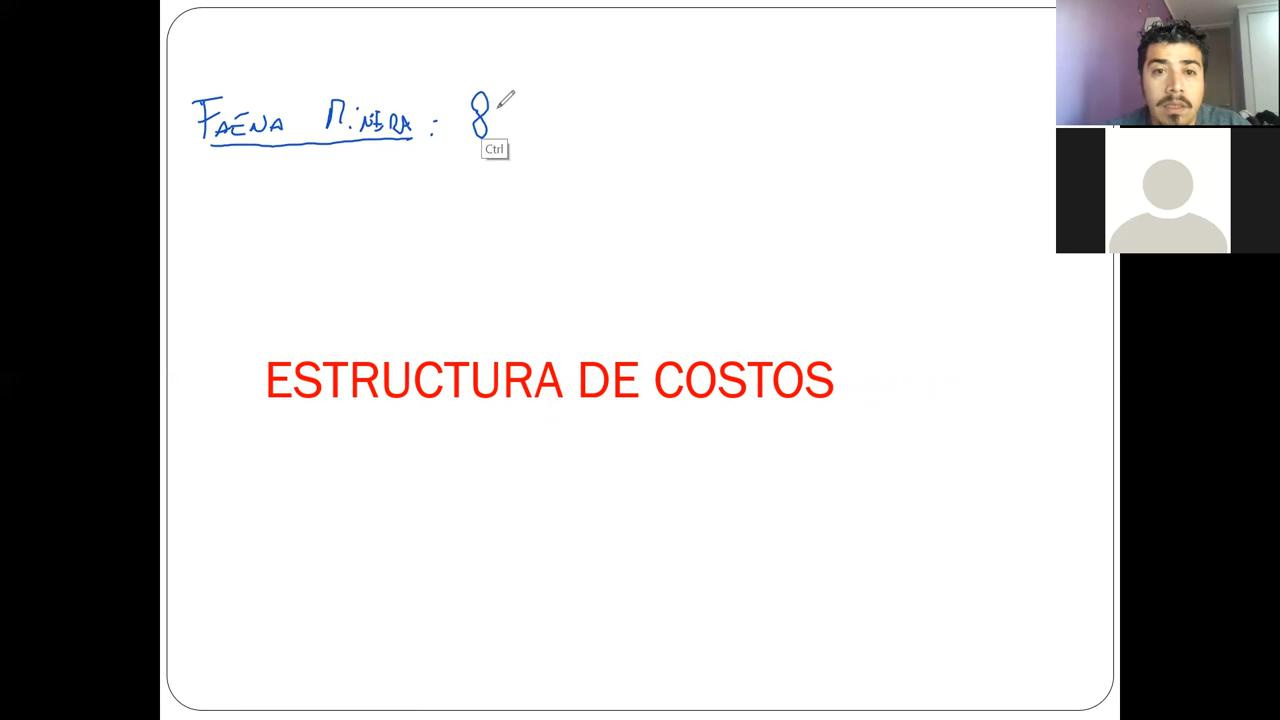 FAENA MINERA : 8
Ctrl
ESTRUCTURA DE COSTOS